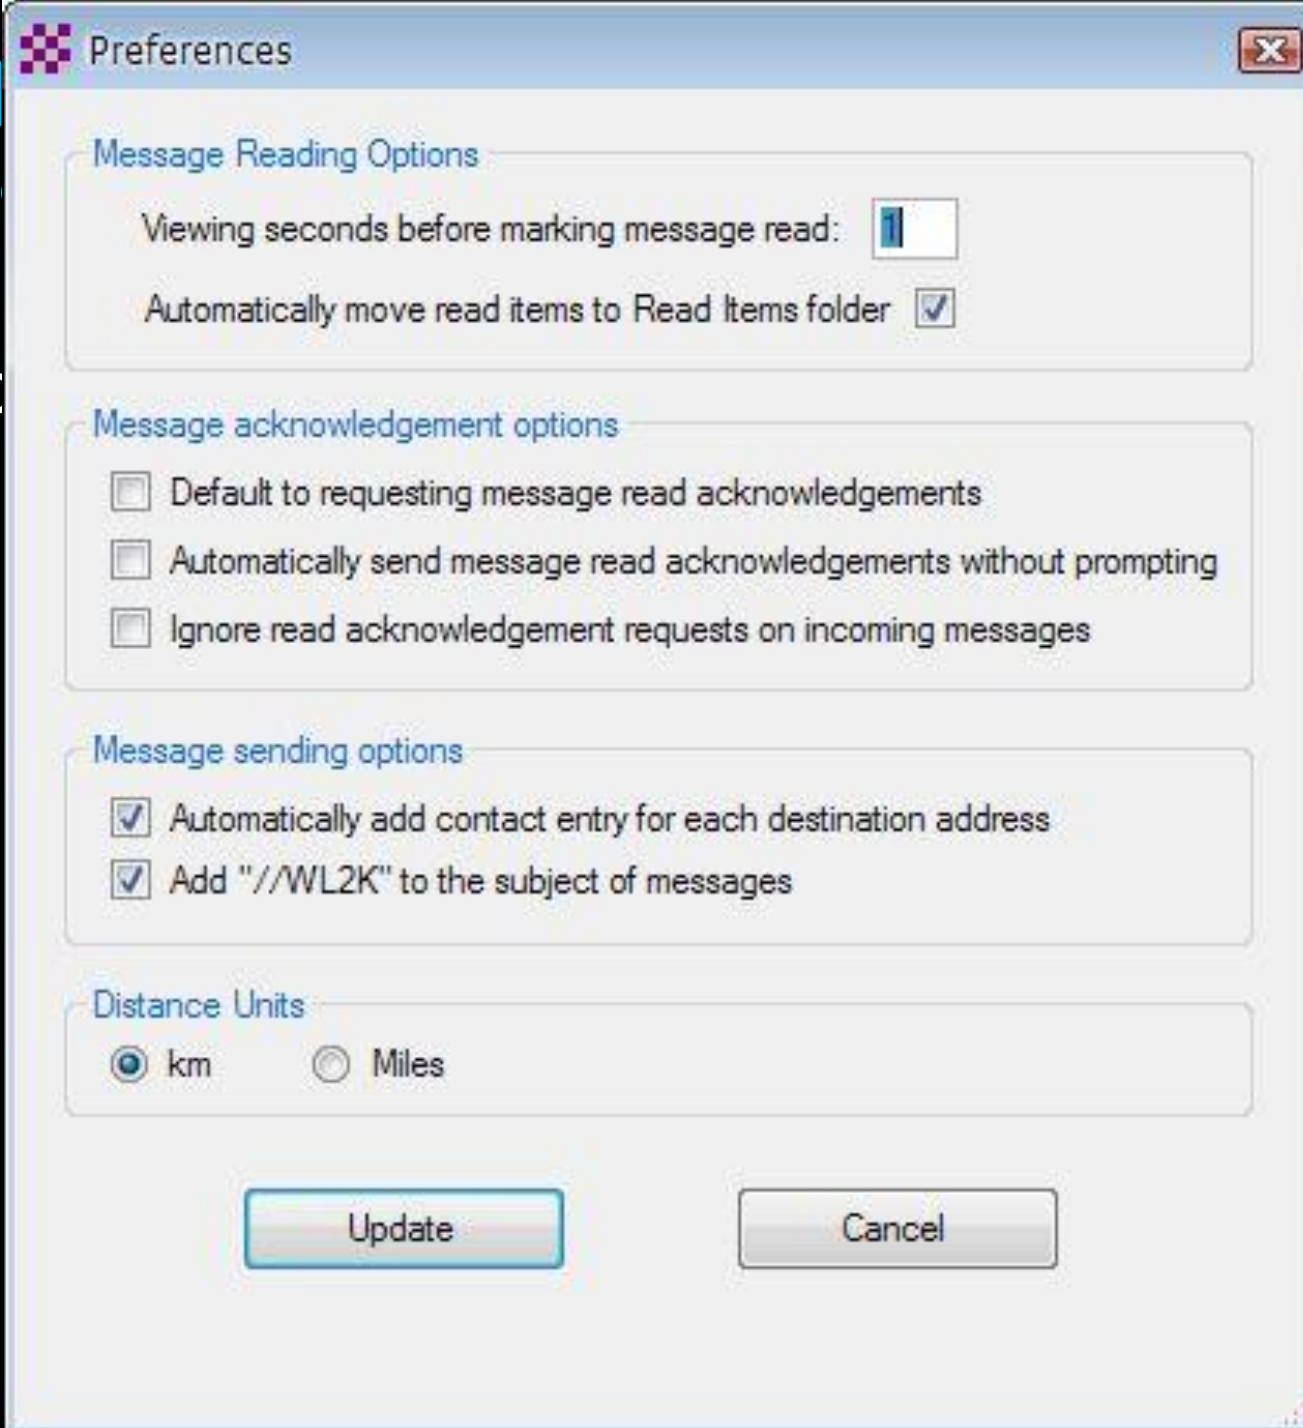 Preferences
Message Reading Options
Viewing seconds before marking message read: 1
Automatically move read items to Read Items folder
Message acknowledgement options
Default to requesting message read acknowledgements
Automatically send message read acknowledgements without prompting
Ignore read acknowledgement requests on incoming messages
Message sending options
Automatically add contact entry for each destination address
Add "//WL2K" to the subject of messages
Distance Units
km Miles
Update Cancel